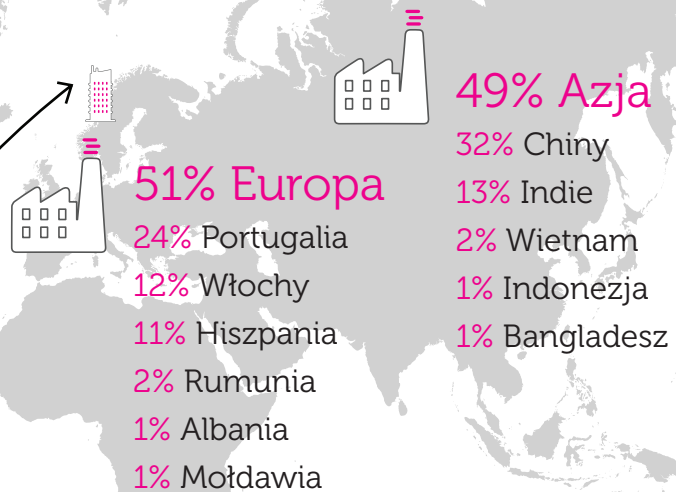 51% Europa
24% Portugalia
12% Włochy
11% Hiszpania
2% Rumunia
1% Albania
1% Mołdawia
49% Azja
32% Chiny
13% Indie
2% Wietnam
1% Indonezja
1% Bangladesz